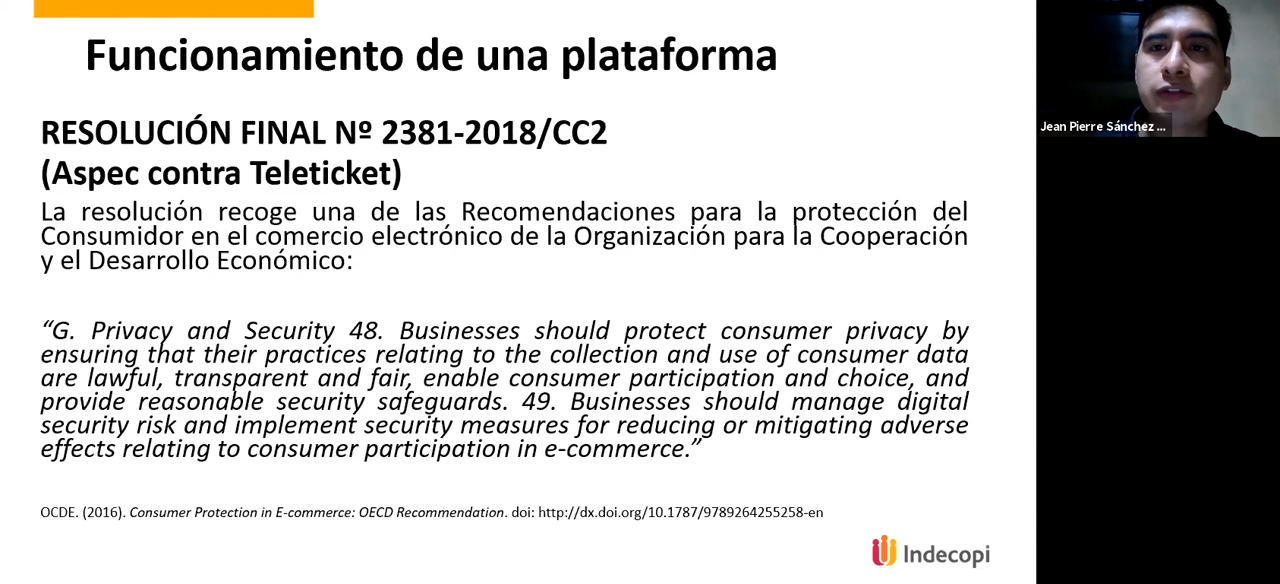 Funcionamiento de una plataforma
RESOLUCIÓN FINAL Nº 2381-2018/CC2
(Aspec contra Teleticket)
La resolución recoge una de las Recomendaciones para la protección del
Consumidor en el comercio electrónico de la Organización para la Cooperación
y el Desarrollo Económico:
“G. Privacy and Security 48. Businesses should protect consumer privacy by
ensuring that their practices relating to the collection and use of consumer data
are lawful, transparent and fair, enable consumer participation and choice, and
provide reasonable security safeguards. 49. Businesses should manage digital
security risk and implement security measures for reducing or mitigating adverse
effects relating to consumer participation in e-commerce.”
OCDE. (2016). Consumer Protection in E-commerce: OECD Recommendation. doi: http://dx.doi.org/10.1787/9789264255258-en
Indecopi
Jean Pierre Sánchez ...